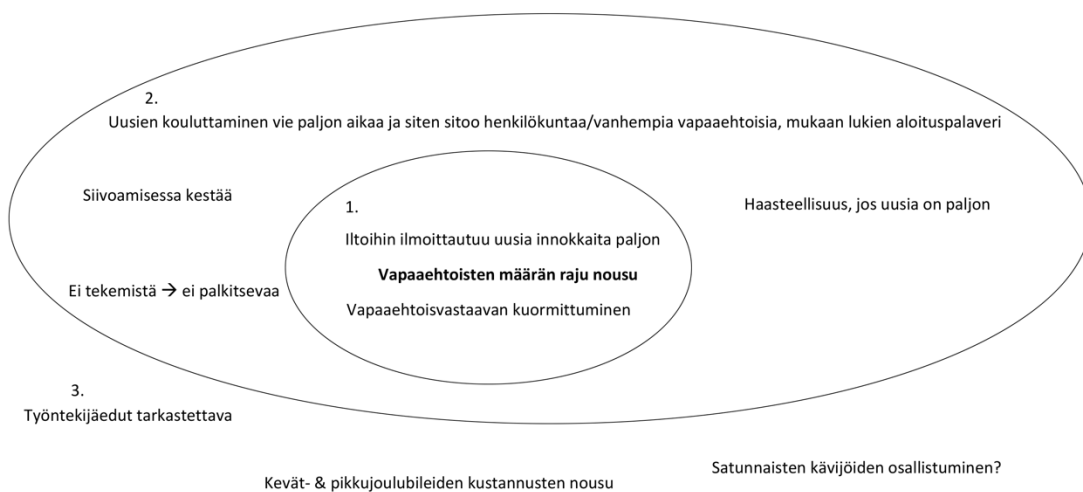 2.
Uusien kouluttaminen vie paljon aikaa ja siten sitoo henkilökuntaa/vanhempia vapaaehtoisia, mukaan lukien aloituspalaveri
Siivoamisessa kestää
Haasteellisuus, jos uusia on paljon
1.
Iltoihin ilmoittautuu uusia innokkaita paljon
Vapaaehtoisten määrän raju nousu
Ei tekemistä → ei palkitsevaa
Vapaaehtoisvastaavan kuormittuminen
3.
Työntekijäedut tarkastettava
Satunnaisten kävijöiden osallistuminen?
Kevät- & pikkujoulubileiden kustannusten nousu